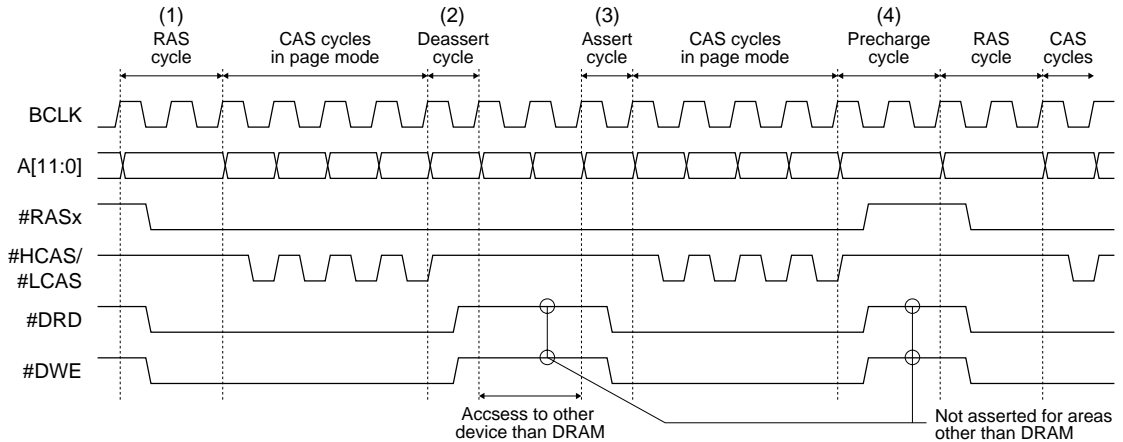 (1) (2) (3) (4)
RAS CAS cycles Deassert Assert CAS cycles Precharge RAS CAS
cycle in page mode cycle cycle in page mode cycle cycle cycles
BCLK
A[11:0]
#RASx
#HCAS/
#LCAS
#DRD
#DWE
Accsess to other
device than DRAM
Not asserted for areas
other than DRAM